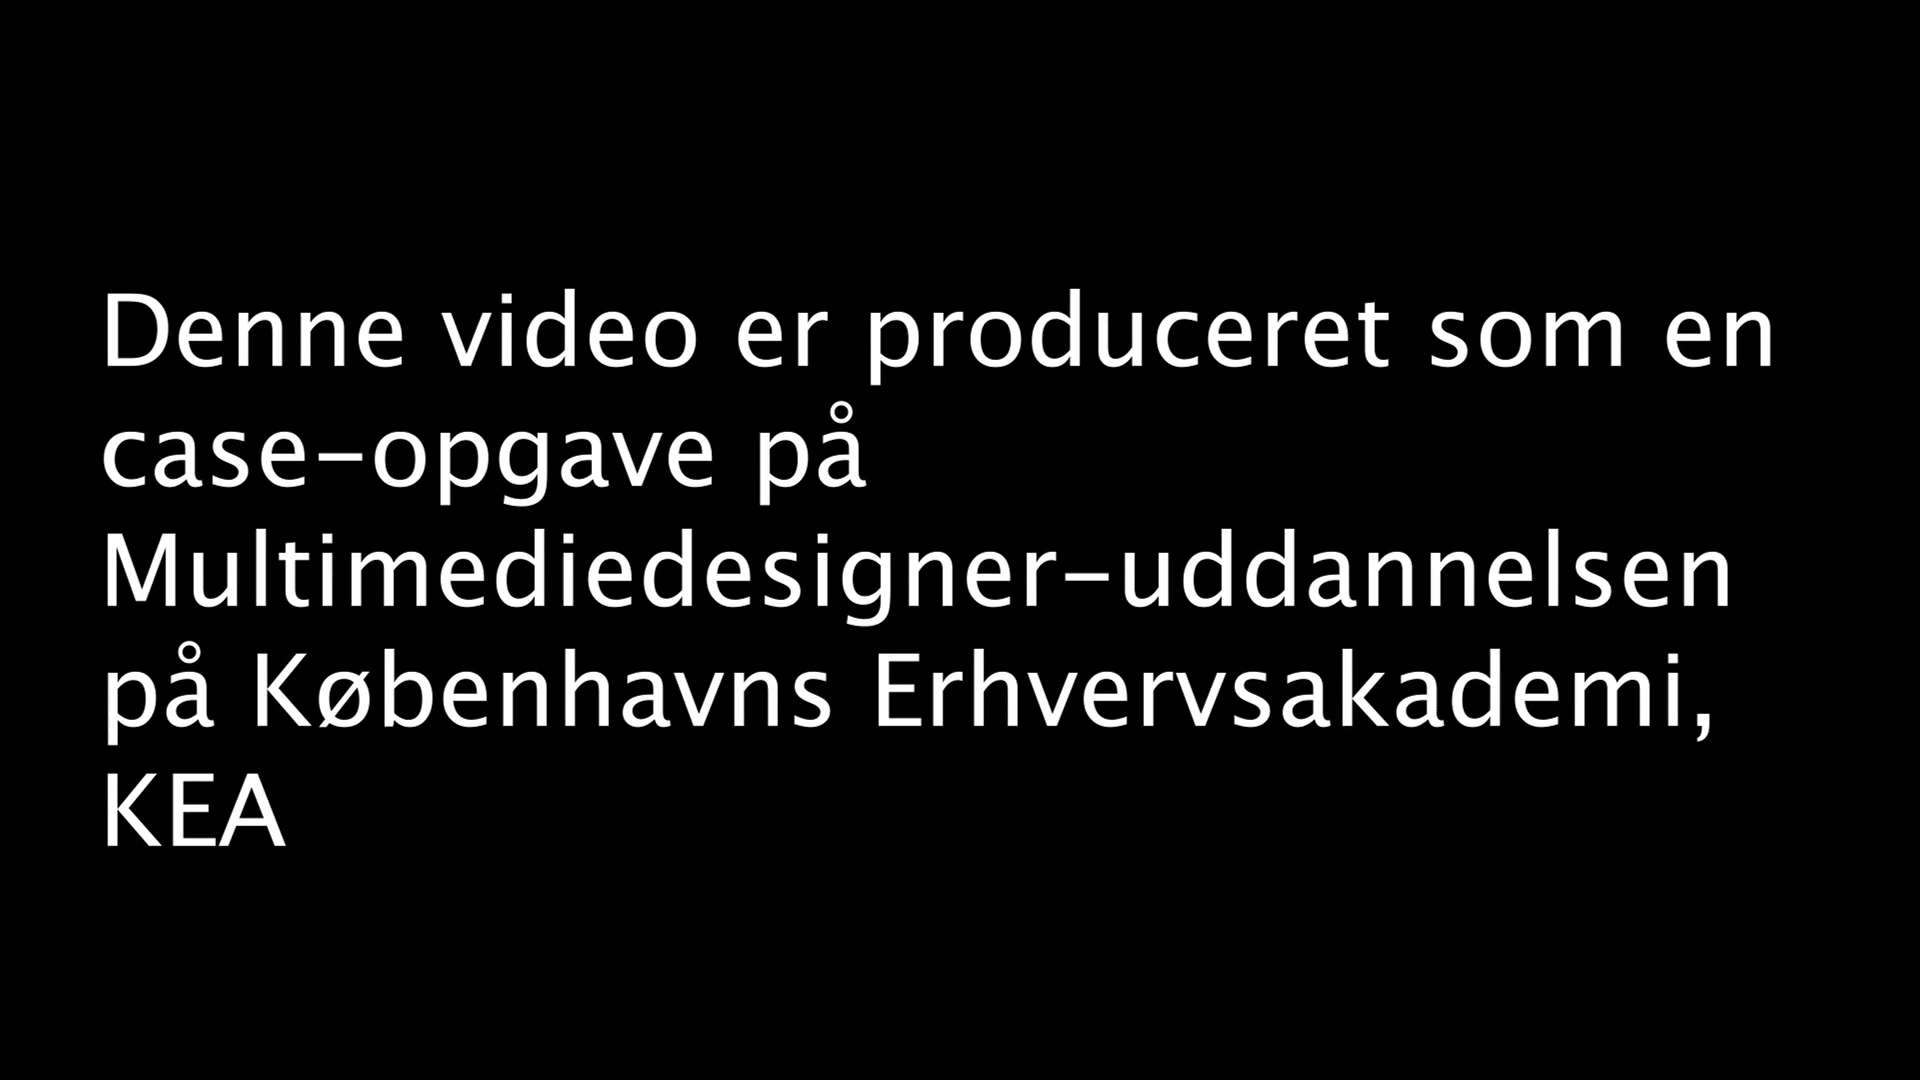 Denne video er produceret som en
case-opgave på
Multimediedesigner-uddannelsen
på Københavns Erhvervsakademi,
KEA